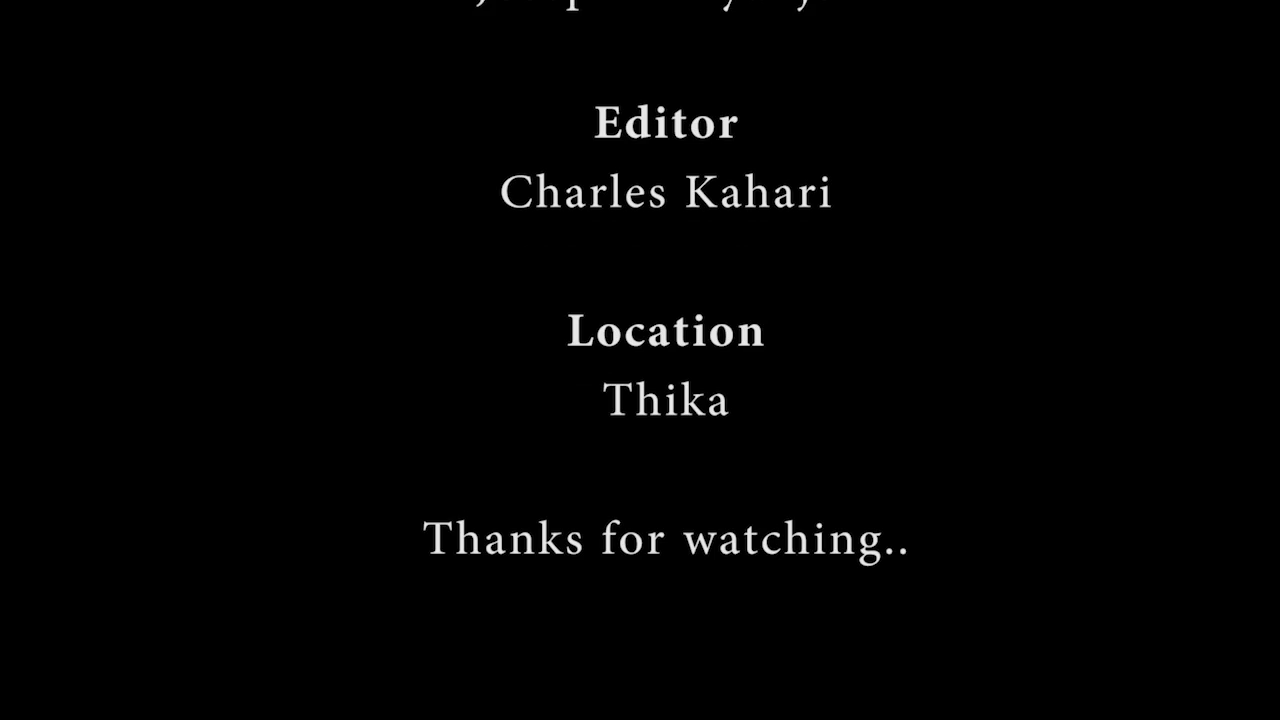 Editor
Charles Kahari
Location
Thika
Thanks for watching..